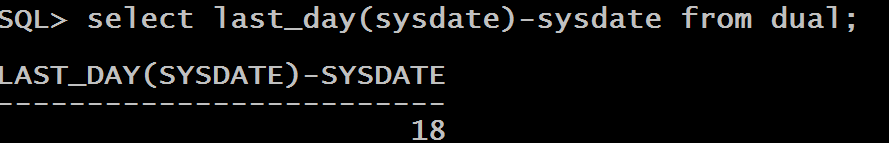 SQL> select last_day(sysdate)-sysdate from dual;
LAST_DAY(SYSDATE)-SYSDATE
-------------------------
18